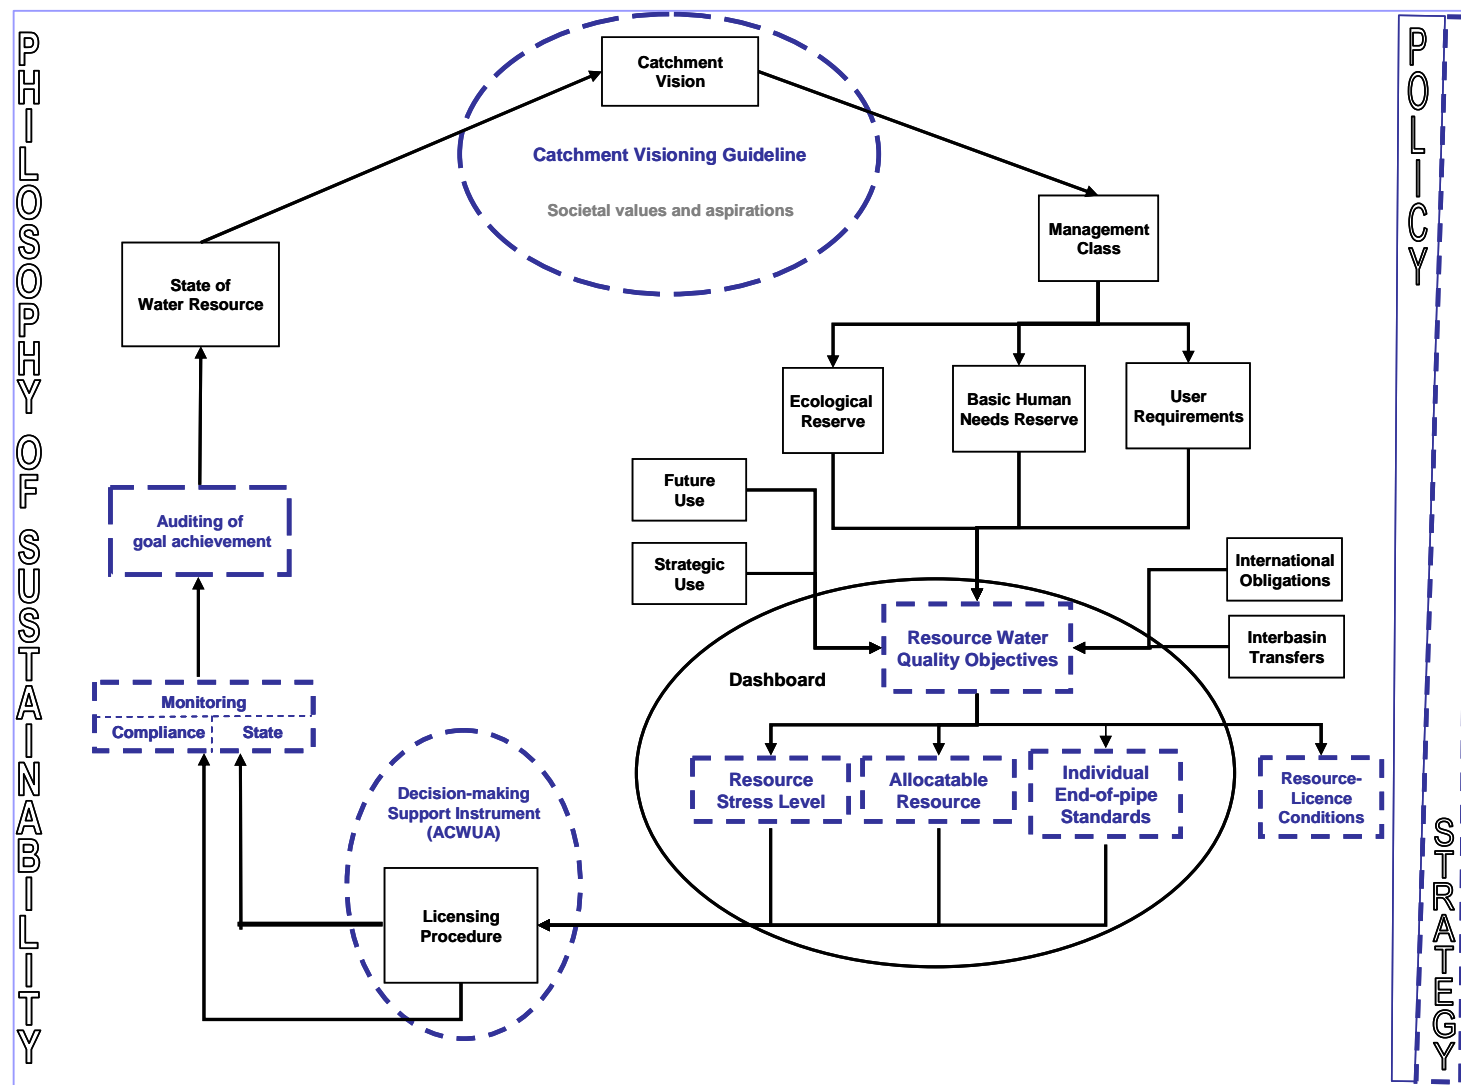 PHILOSOPHY OF SUSTAINABILITY
Catchment
Vision
Catchment Visioning Guideline
Societal values and aspirations
State of
Water Resource
Management
Class
Ecological
Reserve
Basic Human
Needs Reserve
User
Requirements
Future
Use
Strategic
Use
International
Obligations
Interbasin
Transfers
Auditing of
goal achievement
Resource Water
Quality Objectives
Dashboard
Monitoring
Compliance
State
Resource
Stress Level
Allocatable
Resource
Individual
End-of-pipe
Standards
Resource-
Licence
Conditions
Decision-making
Support Instrument
(ACWUA)
Licensing
Procedure
POLICY
STRATEGY